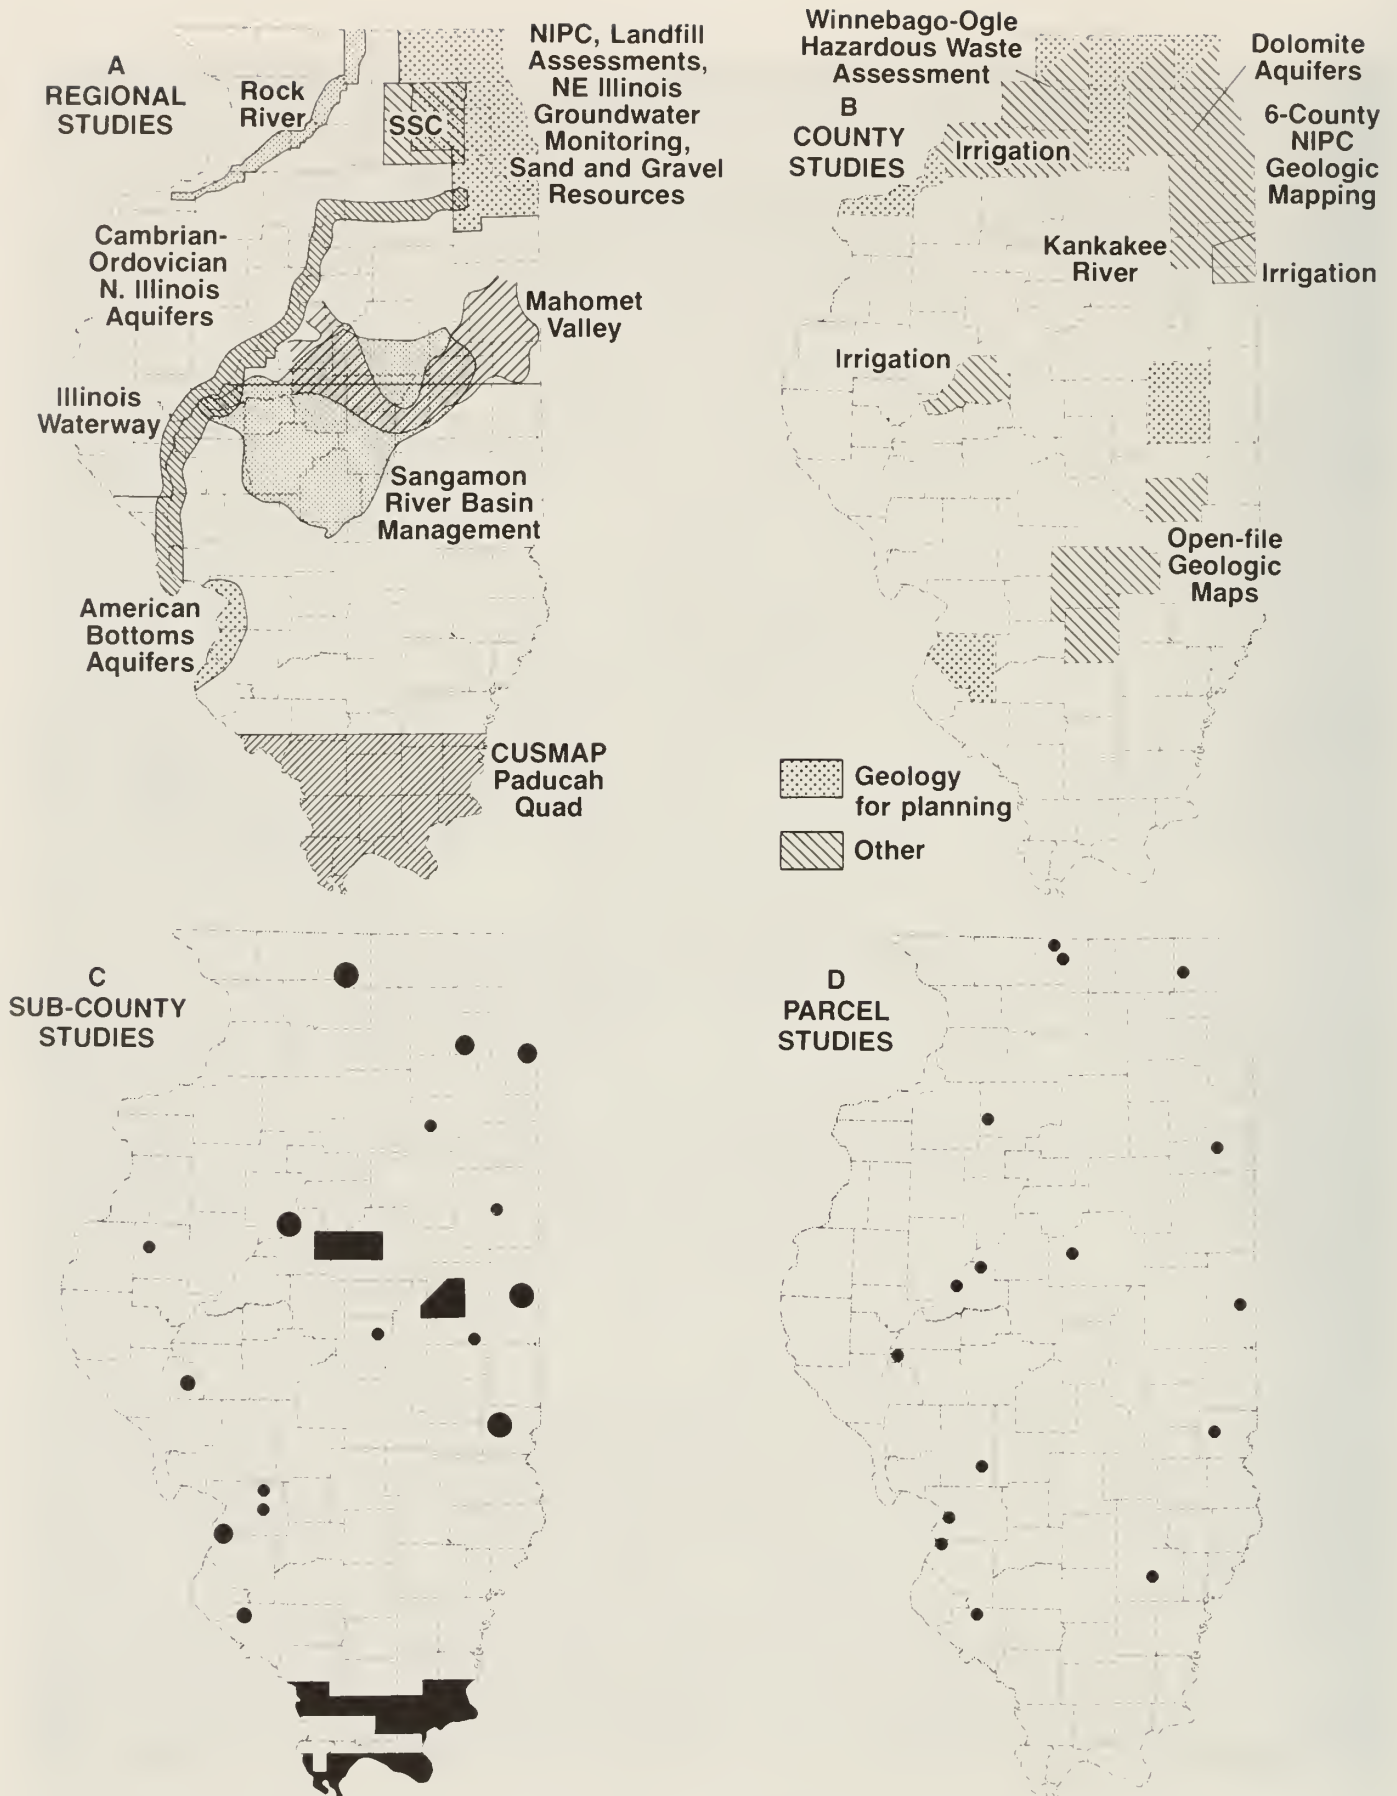 A
REGIONAL
STUDIES
Rock
River
SSC
NIPC, Landfill
Assessments,
NE Illinois
Groundwater
Monitoring,
Sand and Gravel
Resources
Cambrian-
Ordovician
N. Illinois
Aquifers
Mahomet
Valley
Illinois
Waterway
Sangamon
River Basin
Management
American
Bottoms
Aquifers
CUSMAP
Paducah
Quad
Winnebago-Ogle
Hazardous Waste
Assessment
B
COUNTY
STUDIES
Irrigation
Dolomite
Aquifers
6-County
NIPC
Geologic
Mapping
Kankakee
River
Irrigation
Irrigation
Open-file
Geologic
Maps
Geology
for planning
Other
C
SUB-COUNTY
STUDIES
D
PARCEL
STUDIES